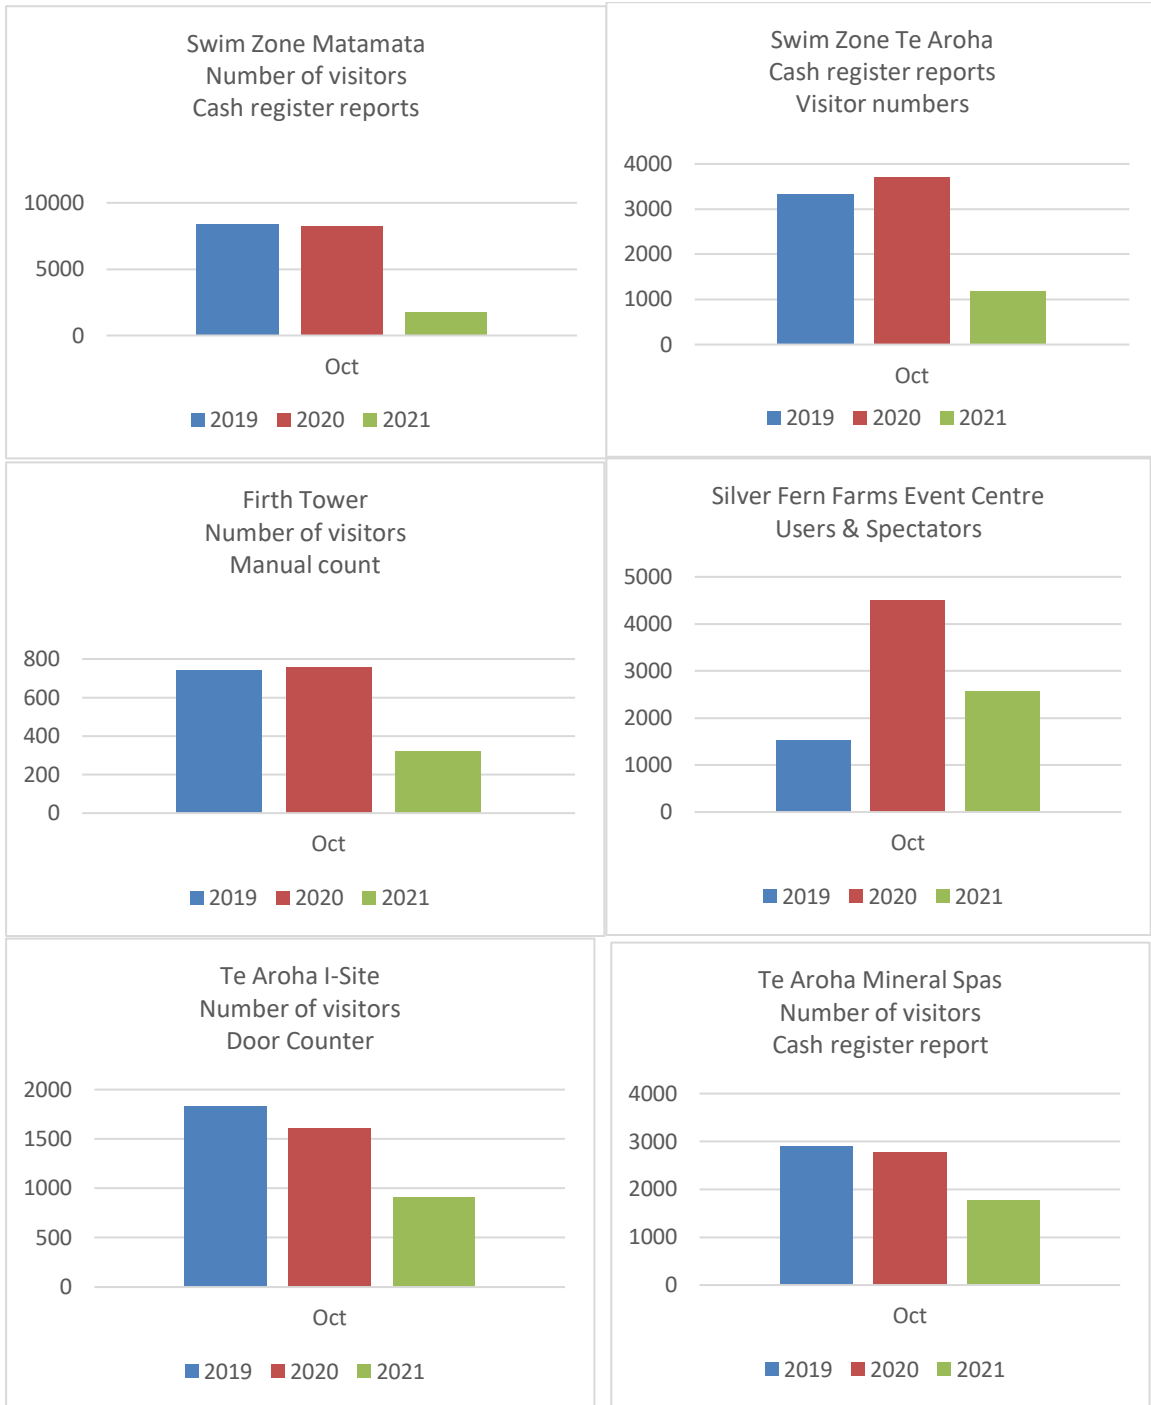 Swim Zone Matamata
Number of visitors
Cash register reports
10000
5000
0
Oct
2019 2020 2021
Swim Zone Te Aroha
Cash register reports
Visitor numbers
4000
3000
2000
1000
0
Oct
2019 2020 2021
Firth Tower
Number of visitors
Manual count
800
600
400
200
0
Oct
2019 2020 2021
Silver Fern Farms Event Centre
Users & Spectators
5000
4000
3000
2000
1000
0
Oct
2019 2020 2021
Te Aroha I-Site
Number of visitors
Door Counter
2000
1500
1000
500
0
Oct
2019 2020 2021
Te Aroha Mineral Spas
Number of visitors
Cash register report
4000
3000
2000
1000
0
Oct
2019 2020 2021